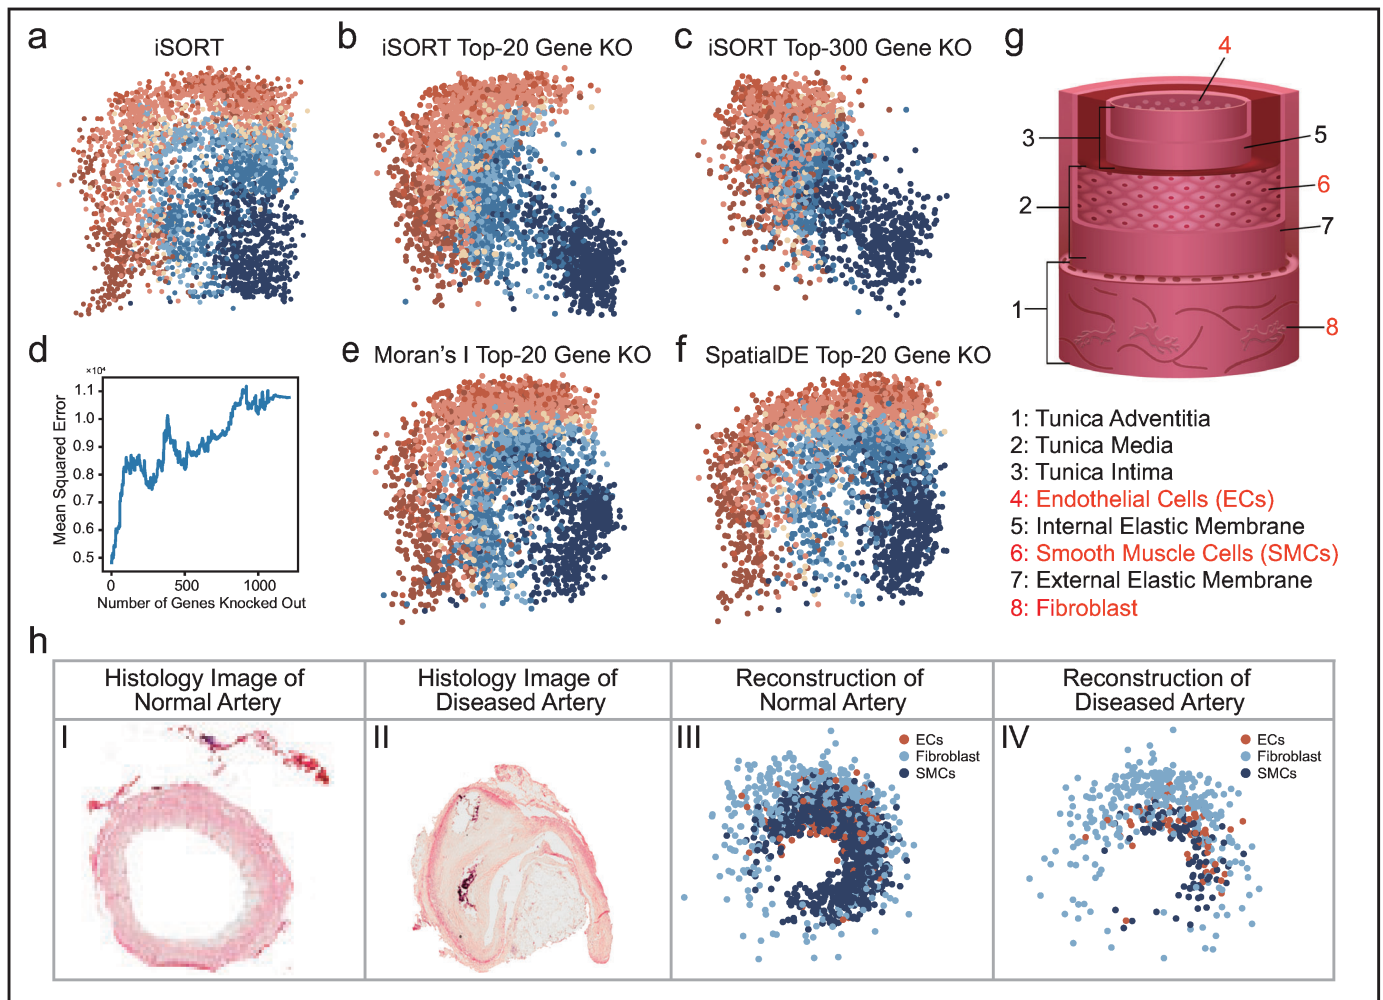 a
iSORT
b
iSORT Top-20 Gene KO
c
iSORT Top-300 Gene KO
d
×10⁴
1.1
1.0
0.9
0.8
0.7
0.6
0.5
Mean Squared Error
0
500
1000
Number of Genes Knocked Out
e
Moran's I Top-20 Gene KO
f
SpatialDE Top-20 Gene KO
g
4
3
5
6
2
7
1
8
1: Tunica Adventitia
2: Tunica Media
3: Tunica Intima
4: Endothelial Cells (ECs)
5: Internal Elastic Membrane
6: Smooth Muscle Cells (SMCs)
7: External Elastic Membrane
8: Fibroblast
h
Histology Image of
Normal Artery
Histology Image of
Diseased Artery
Reconstruction of
Normal Artery
Reconstruction of
Diseased Artery
I
II
III
ECs
Fibroblast
SMCs
IV
ECs
Fibroblast
SMCs